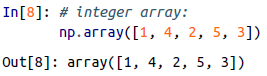 In[8]: # integer array:
np.array([1, 4, 2, 5, 3])
Out[8]: array([1, 4, 2, 5, 3])